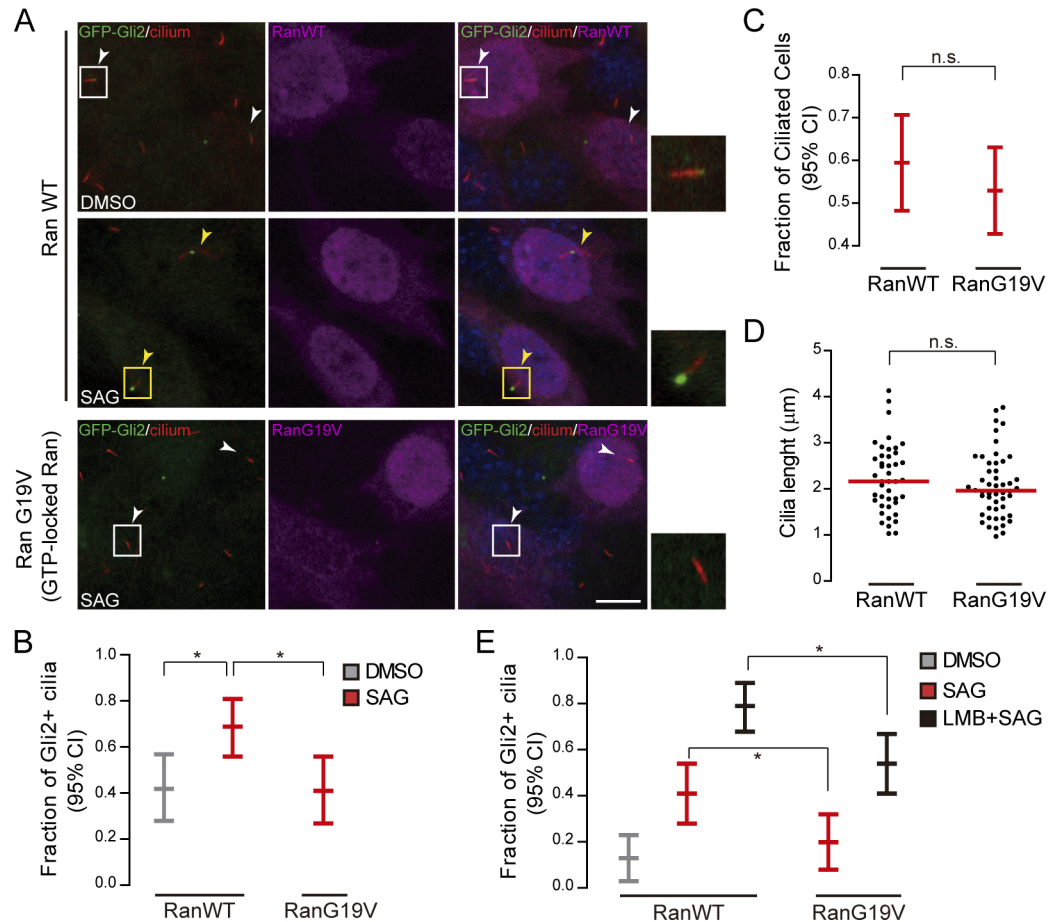 A
GFP-Gli2/cilium
RanWT
GFP-Gli2/cilium/RanWT
Ran WT
DMSO
SAG
GFP-Gli2/cilium
RanG19V
GFP-Gli2/cilium/RanG19V
Ran G19V
(GTP-locked Ran)
SAG
B
Fraction of Gli2+ cilia
(95% CI)
1.0
0.8
0.6
0.4
0.2
0.0
*
*
DMSO
SAG
RanWT
RanG19V
C
Fraction of Ciliated Cells
(95% CI)
0.8
0.7
0.6
0.5
0.4
n.s.
RanWT
RanG19V
D
Cilia lenght (μm)
5
4
3
2
1
0
n.s.
RanWT
RanG19V
E
Fraction of Gli2+ cilia
(95% CI)
1.0
0.8
0.6
0.4
0.2
0.0
*
*
DMSO
SAG
LMB+SAG
RanWT
RanG19V